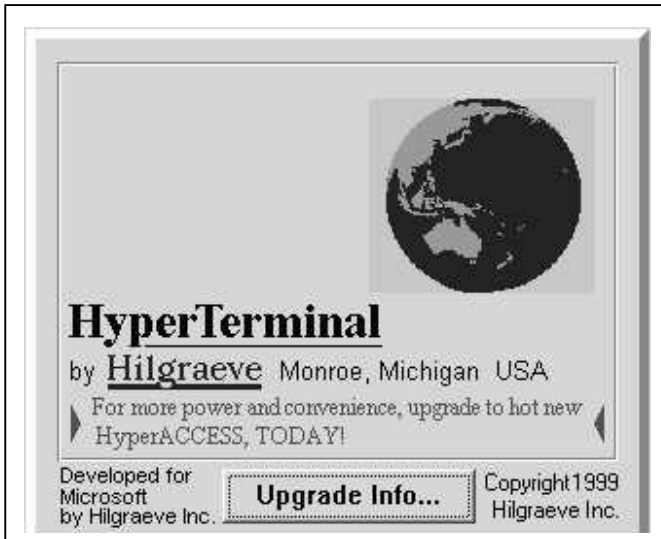 HyperTerminal
by Hilgraeve Monroe, Michigan USA
For more power and convenience, upgrade to hot new
HyperACCESS, TODAY!
Developed for
Microsoft
by Hilgraeve Inc.
Upgrade Info...
Copyright 1999
Hilgraeve Inc.